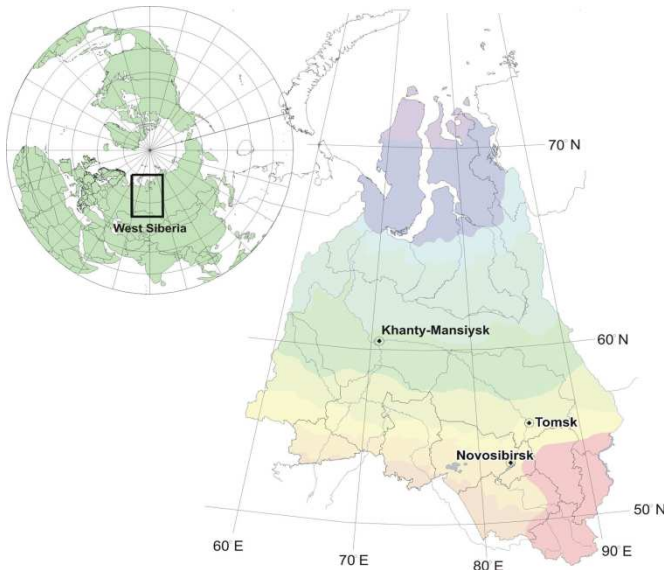 West Siberia
70° N
Khanty-Mansiysk
60° N
Tomsk
Novosibirsk
50° N
60° E
70° E
80° E
90° E